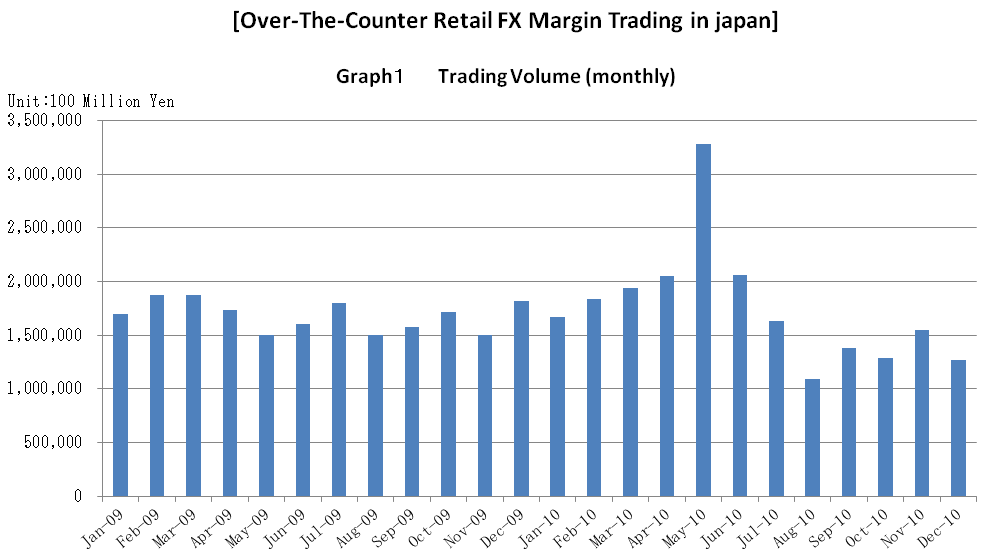 [Over-The-Counter Retail FX Margin Trading in japan]
Graph1 Trading Volume (monthly)
Unit:100 Million Yen
3,500,000
3,000,000
2,500,000
2,000,000
1,500,000
1,000,000
500,000
0
Jan-09 Feb-09 Mar-09 Apr-09 May-09 Jun-09 Jul-09 Aug-09 Sep-09 Oct-09 Nov-09 Dec-09 Jan-10 Feb-10 Mar-10 Apr-10 May-10 Jun-10 Jul-10 Aug-10 Sep-10 Oct-10 Nov-10 Dec-10